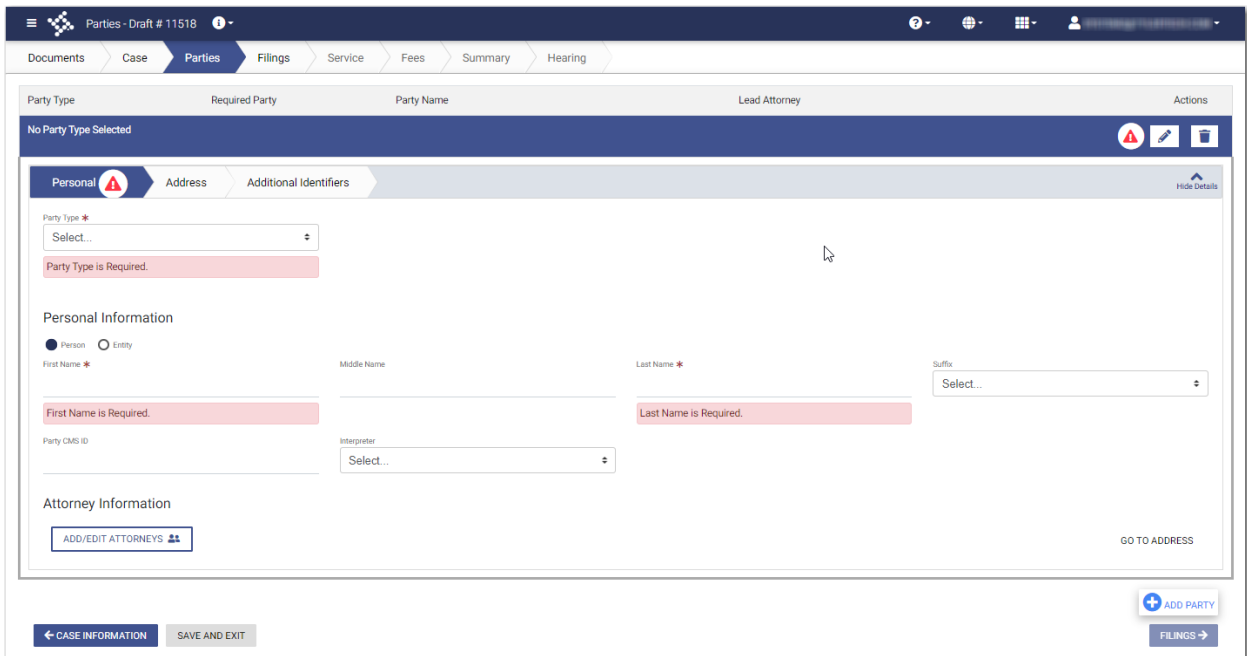 Parties - Draft # 11518
Documents Case Parties Filings Service Fees Summary Hearing
Party Type Required Party Party Name Lead Attorney Actions
No Party Type Selected
Personal Address Additional Identifiers
Hide Details
Party Type *
Select...
Party Type is Required.
Personal Information
Person Entity
First Name * Middle Name Last Name * Suffix
Select...
First Name is Required. Last Name is Required.
Party CMS ID Interpreter
Select...
Attorney Information
ADD/EDIT ATTORNEYS
GO TO ADDRESS
ADD PARTY
CASE INFORMATION SAVE AND EXIT FILINGS